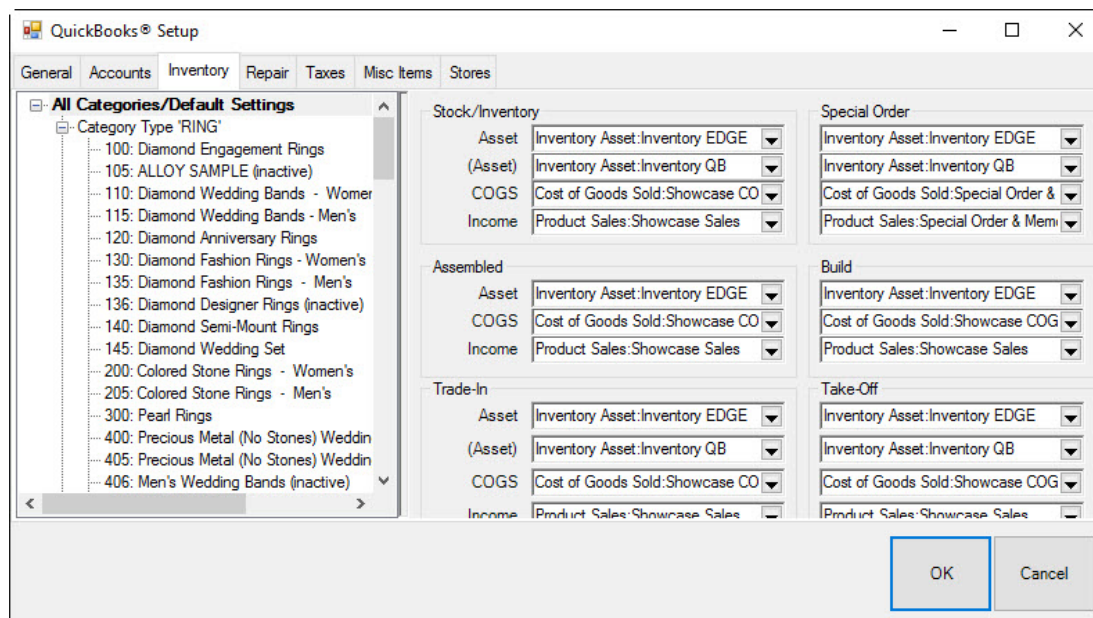 QuickBooks® Setup
General Accounts Inventory Repair Taxes Misc Items Stores
All Categories/Default Settings
Category Type 'RING'
100: Diamond Engagement Rings
105: ALLOY SAMPLE (inactive)
110: Diamond Wedding Bands - Women
115: Diamond Wedding Bands - Men's
120: Diamond Anniversary Rings
130: Diamond Fashion Rings - Women's
135: Diamond Fashion Rings - Men's
136: Diamond Designer Rings (inactive)
140: Diamond Semi-Mount Rings
145: Diamond Wedding Set
200: Colored Stone Rings - Women's
205: Colored Stone Rings - Men's
300: Pearl Rings
400: Precious Metal (No Stones) Weddin
405: Precious Metal (No Stones) Weddin
406: Men's Wedding Bands (inactive)
Stock/Inventory
Asset Inventory Asset:Inventory EDGE
(Asset) Inventory Asset:Inventory QB
COGS Cost of Goods Sold:Showcase CO
Income Product Sales:Showcase Sales
Special Order
Inventory Asset:Inventory EDGE
Inventory Asset:Inventory QB
Cost of Goods Sold:Special Order &
Product Sales:Special Order & Mem
Assembled
Asset Inventory Asset:Inventory EDGE
COGS Cost of Goods Sold:Showcase CO
Income Product Sales:Showcase Sales
Build
Inventory Asset:Inventory EDGE
Cost of Goods Sold:Showcase COG
Product Sales:Showcase Sales
Trade-In
Asset Inventory Asset:Inventory EDGE
(Asset) Inventory Asset:Inventory QB
COGS Cost of Goods Sold:Showcase CO
Income Product Sales:Showcase Sales
Take-Off
Inventory Asset:Inventory EDGE
Inventory Asset:Inventory QB
Cost of Goods Sold:Showcase COG
Product Sales:Showcase Sales
OK Cancel